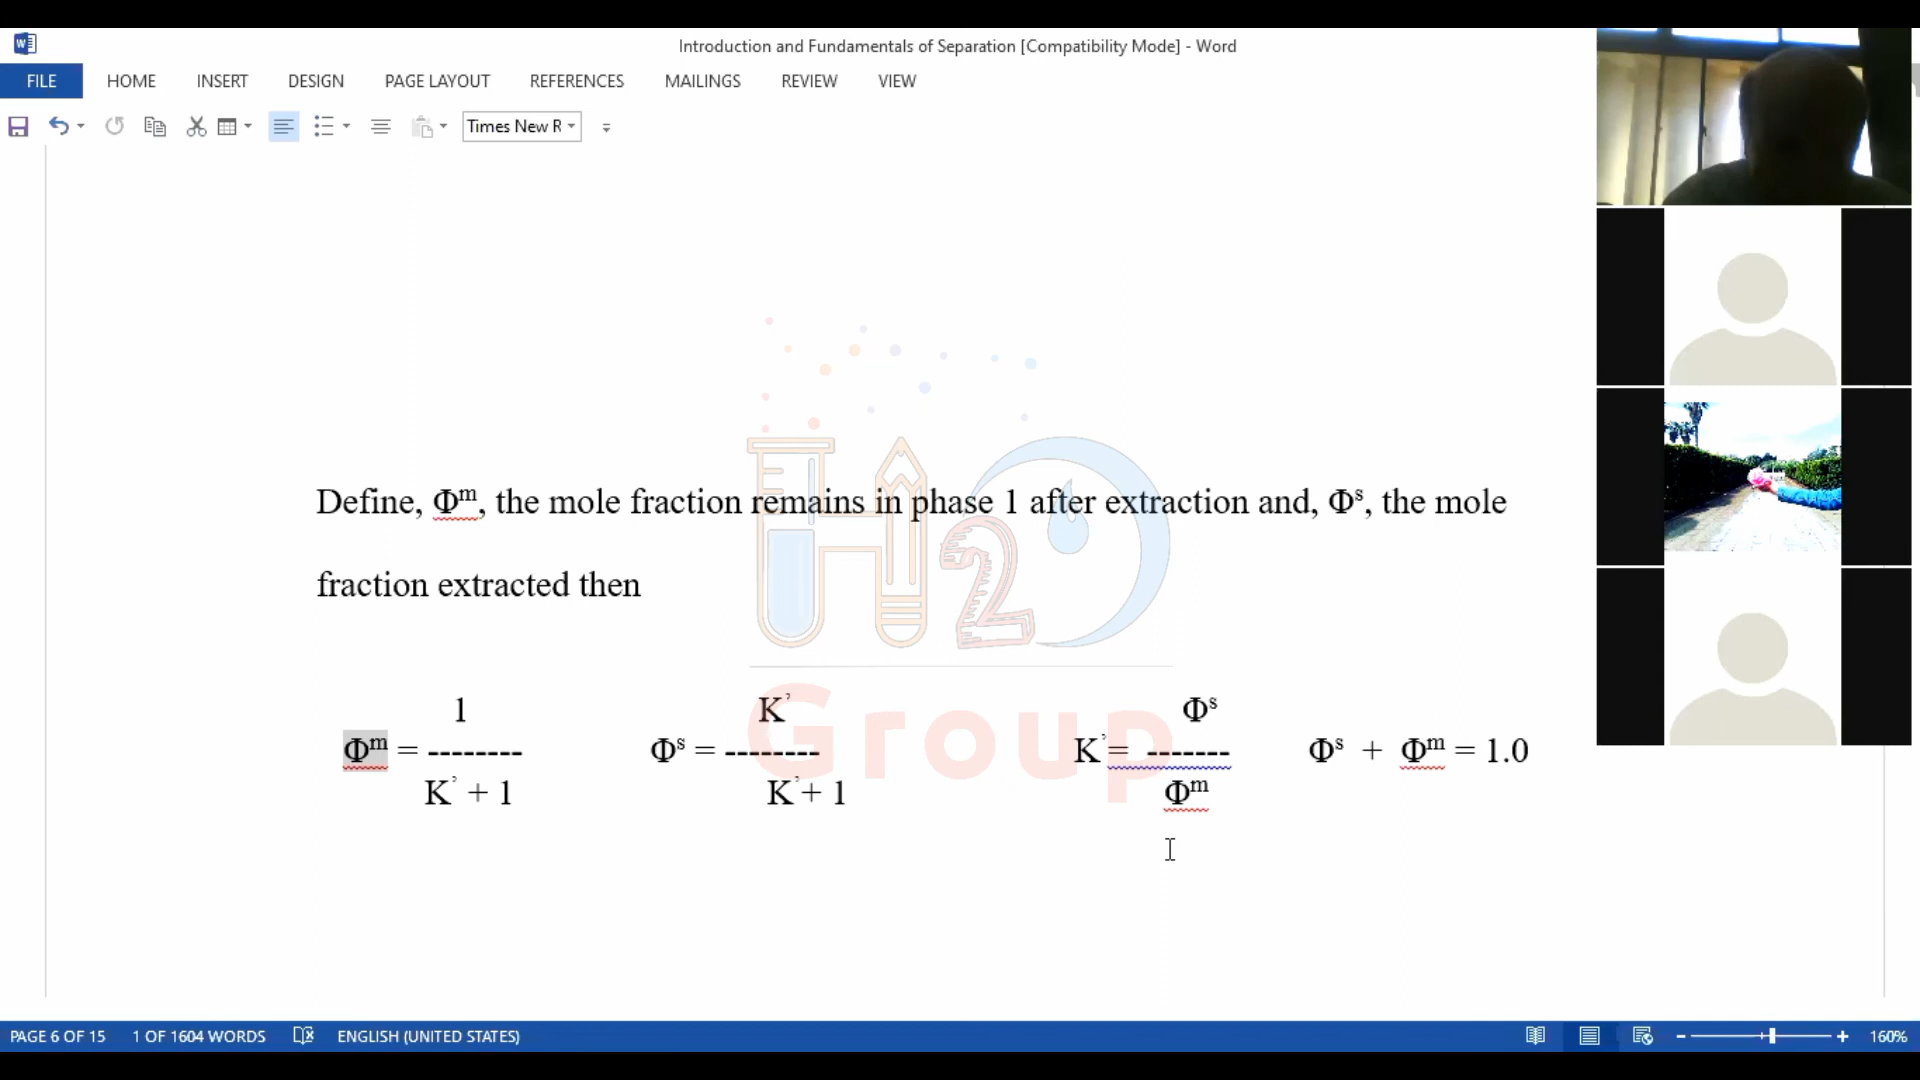 Introduction and Fundamentals of Separation [Compatibility Mode] - Word
FILE HOME INSERT DESIGN PAGE LAYOUT REFERENCES MAILINGS REVIEW VIEW
Times New R
Define, Φᵐ, the mole fraction remains in phase 1 after extraction and, Φˢ, the mole
fraction extracted then
1 K’ Φˢ
Φᵐ = -------- Φˢ = -------- K’= ------- Φˢ + Φᵐ = 1.0
K’ + 1 K’+ 1 Φᵐ
H2O
Group
PAGE 6 OF 15 1 OF 1604 WORDS ENGLISH (UNITED STATES) 160%